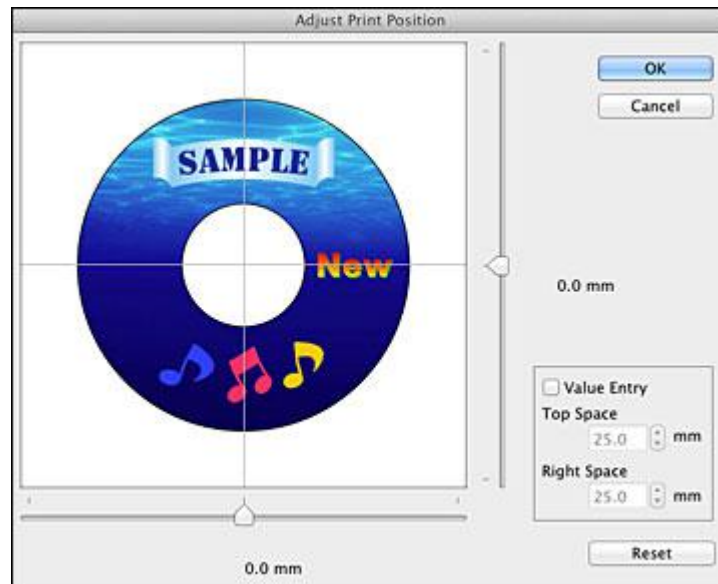 Adjust Print Position
SAMPLE
New
OK
Cancel
0.0 mm
Value Entry
Top Space
25.0 mm
Right Space
25.0 mm
Reset
0.0 mm